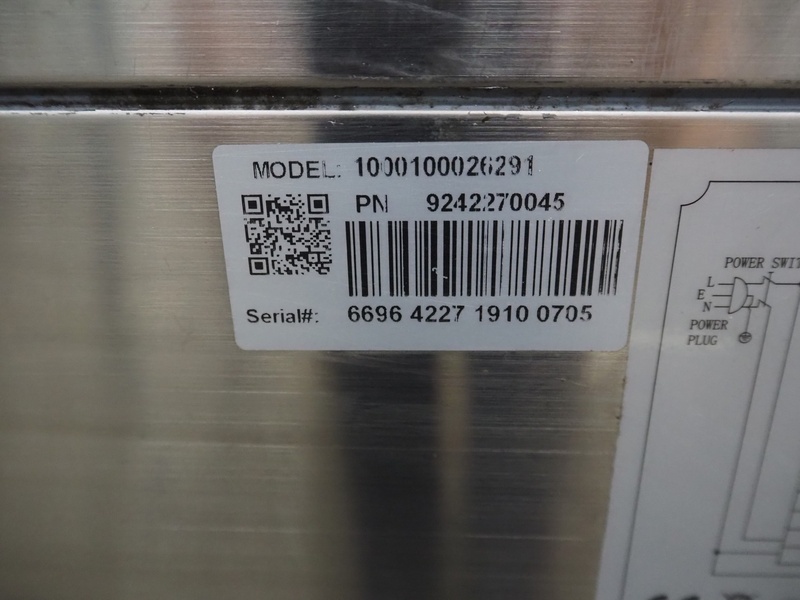 MODEL: 1000100026291
PN 9242270045
Serial#: 6696 4227 1910 0705
POWER SWIT
L
E
N
POWER
PLUG